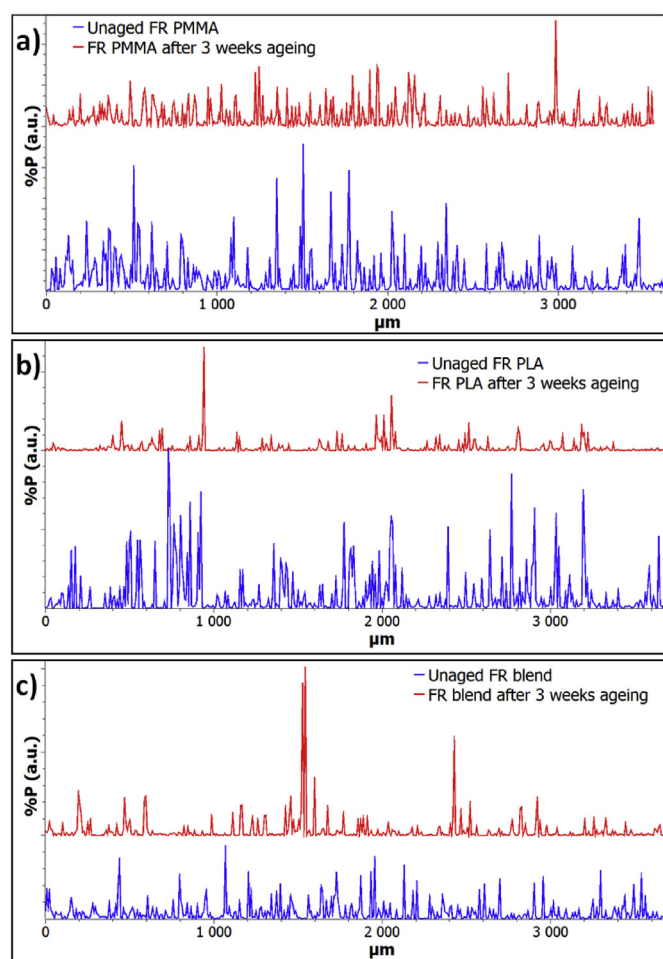 a)
Unaged FR PMMA
FR PMMA after 3 weeks ageing
%P (a.u.)
0 1 000 2 000 3 000
µm
b)
Unaged FR PLA
FR PLA after 3 weeks ageing
%P (a.u.)
0 1 000 2 000 3 000
µm
c)
Unaged FR blend
FR blend after 3 weeks ageing
%P (a.u.)
0 1 000 2 000 3 000
µm